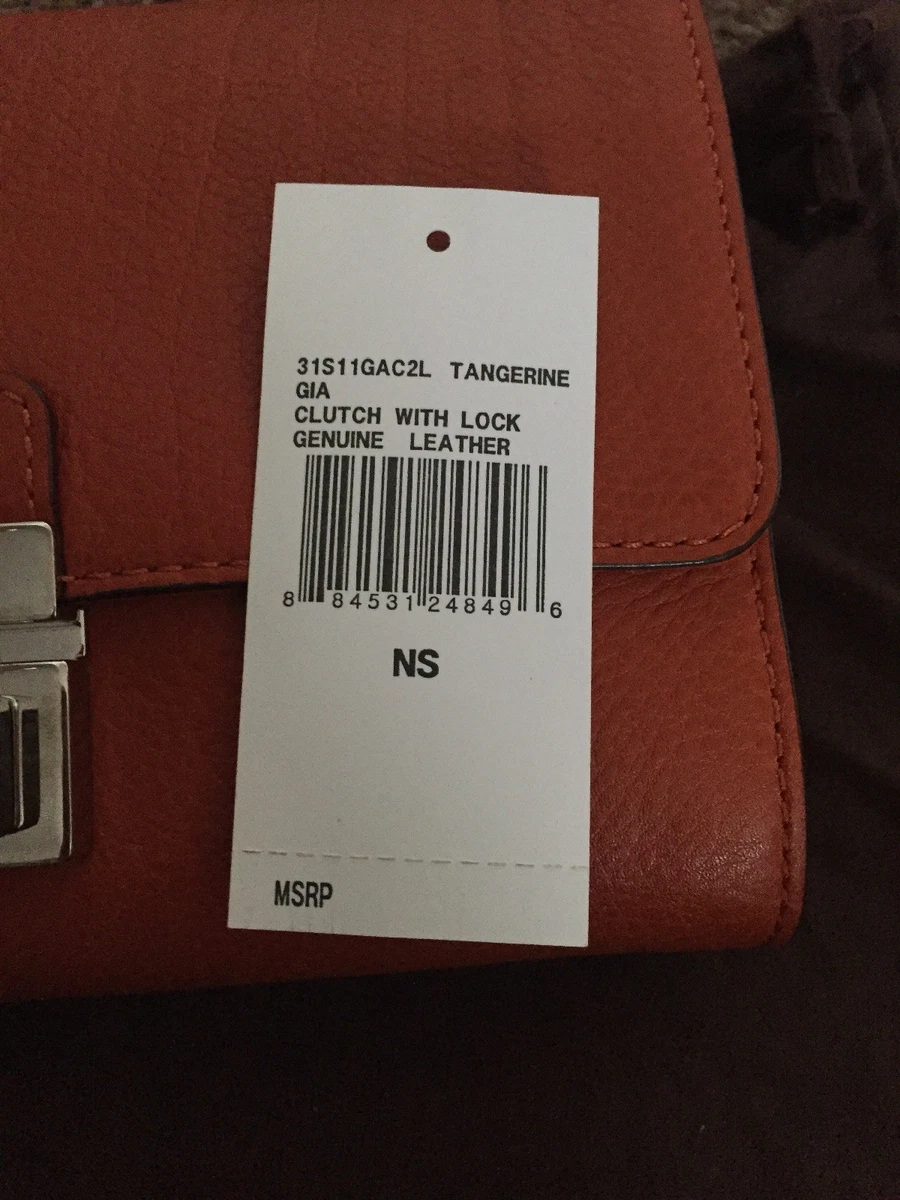 31S11GAC2L TANGERINE
GIA
CLUTCH WITH LOCK
GENUINE LEATHER
8 84531 24849 6
NS
MSRP